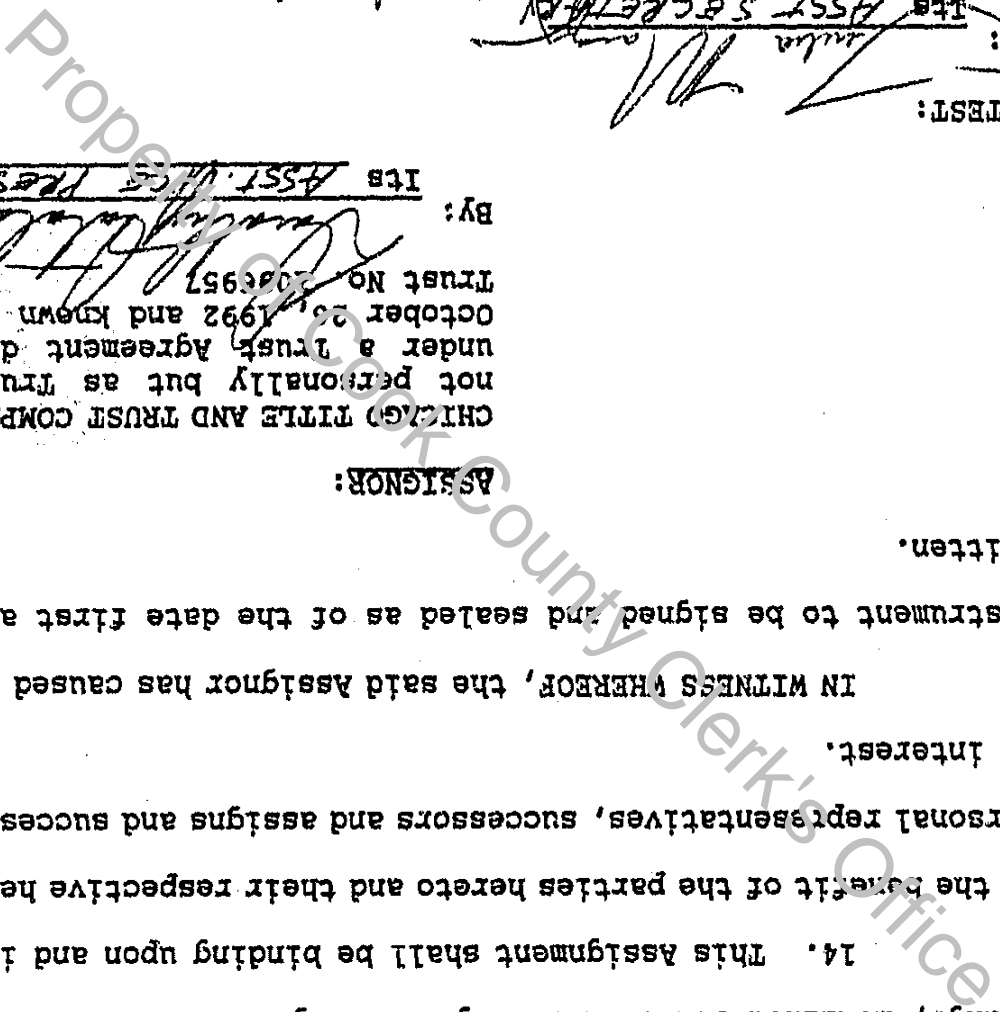 14. This Assignment shall be binding upon and i
the benefit of the parties hereto and their respective he
rsonal representatives, successors and assigns and succes
interest.
IN WITNESS WHEREOF, the said Assignor has caused
strument to be signed and sealed as of the date first a
itten.
ASSIGNOR:
CHICAGO TITLE AND TRUST COMP
not personally but as Tru
under a Trust Agreement d
October 1992 and known
Trust No.
By:
Its ASST. VICE PRES
TEST:
:
Its ASST SECRETARY
Property of Cook County Clerk's Office